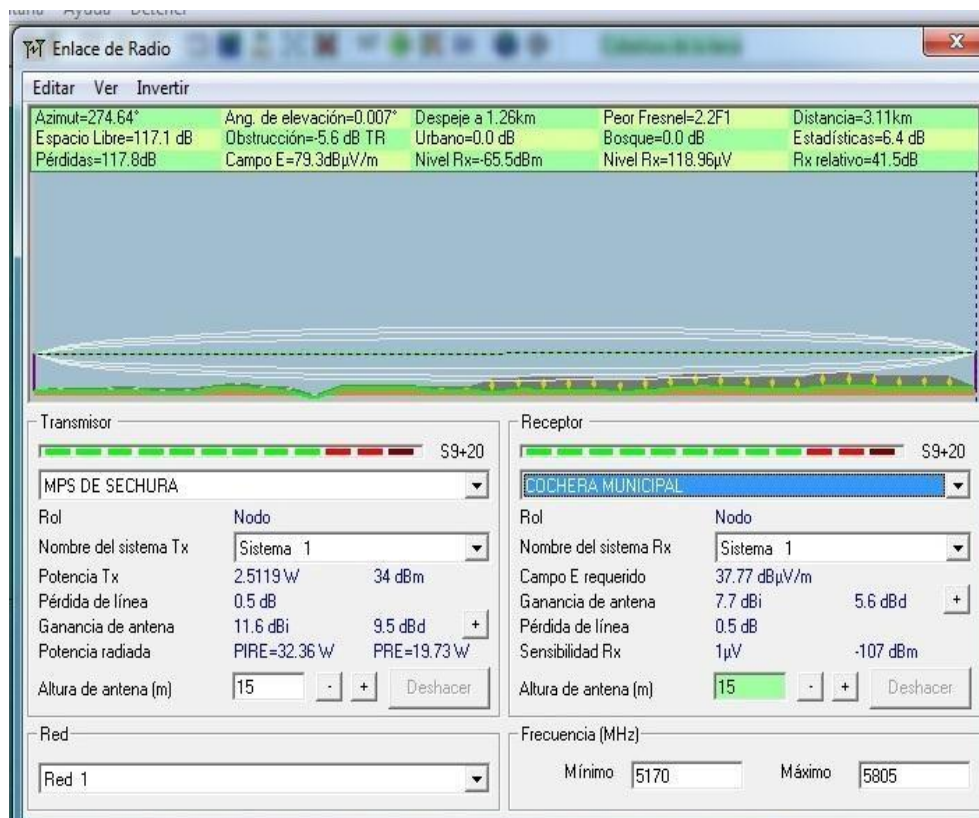 Ayuda Detener
Enlace de Radio
Editar Ver Invertir
Azimut=274.64° Ang. de elevación=0.007° Despeje a 1.26km Peor Fresnel=2.2F1 Distancia=3.11km
Espacio Libre=117.1 dB Obstrucción=-5.6 dB TR Urbano=0.0 dB Bosque=0.0 dB Estadísticas=6.4 dB
Pérdidas=117.8dB Campo E=79.3dBμV/m Nivel Rx=-65.5dBm Nivel Rx=118.96μV Rx relativo=41.5dB
Transmisor
S9+20
MPS DE SECHURA
Rol Nodo
Nombre del sistema Tx Sistema 1
Potencia Tx 2.5119 W 34 dBm
Pérdida de línea 0.5 dB
Ganancia de antena 11.6 dBi 9.5 dBd +
Potencia radiada PIRE=32.36 W PRE=19.73 W
Altura de antena (m) 15 - + Deshacer
Red
Red 1
Receptor
S9+20
COCHERA MUNICIPAL
Rol Nodo
Nombre del sistema Rx Sistema 1
Campo E requerido 37.77 dBμV/m
Ganancia de antena 7.7 dBi 5.6 dBd +
Pérdida de línea 0.5 dB
Sensibilidad Rx 1μV -107 dBm
Altura de antena (m) 15 - + Deshacer
Frecuencia (MHz)
Mínimo 5170 Máximo 5805